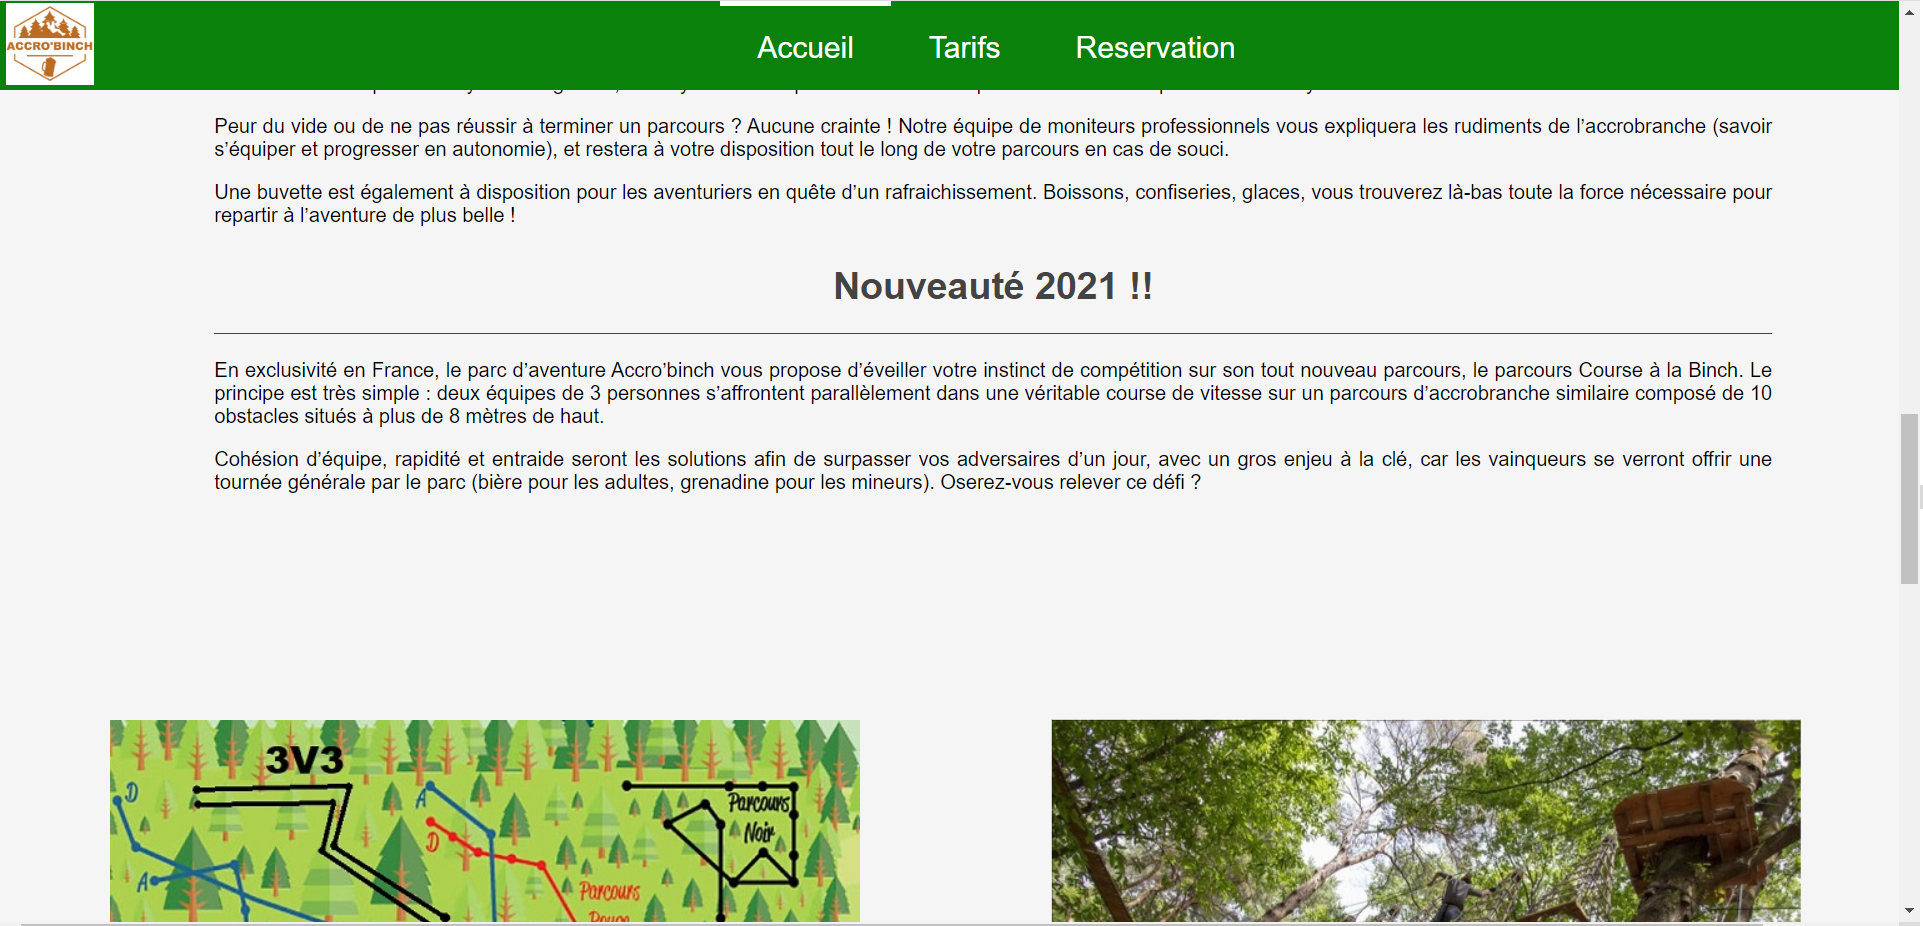 ACCRO'BINCH
Accueil Tarifs Reservation
Peur du vide ou de ne pas réussir à terminer un parcours ? Aucune crainte ! Notre équipe de moniteurs professionnels vous expliquera les rudiments de l’accrobranche (savoir
s’équiper et progresser en autonomie), et restera à votre disposition tout le long de votre parcours en cas de souci.
Une buvette est également à disposition pour les aventuriers en quête d’un rafraichissement. Boissons, confiseries, glaces, vous trouverez là-bas toute la force nécessaire pour
repartir à l’aventure de plus belle !
Nouveauté 2021 !!
En exclusivité en France, le parc d’aventure Accro’binch vous propose d’éveiller votre instinct de compétition sur son tout nouveau parcours, le parcours Course à la Binch. Le
principe est très simple : deux équipes de 3 personnes s’affrontent parallèlement dans une véritable course de vitesse sur un parcours d’accrobranche similaire composé de 10
obstacles situés à plus de 8 mètres de haut.
Cohésion d’équipe, rapidité et entraide seront les solutions afin de surpasser vos adversaires d’un jour, avec un gros enjeu à la clé, car les vainqueurs se verront offrir une
tournée générale par le parc (bière pour les adultes, grenadine pour les mineurs). Oserez-vous relever ce défi ?
3V3
D
A
Parcours
Noir
D
A
Parcours
Rouge